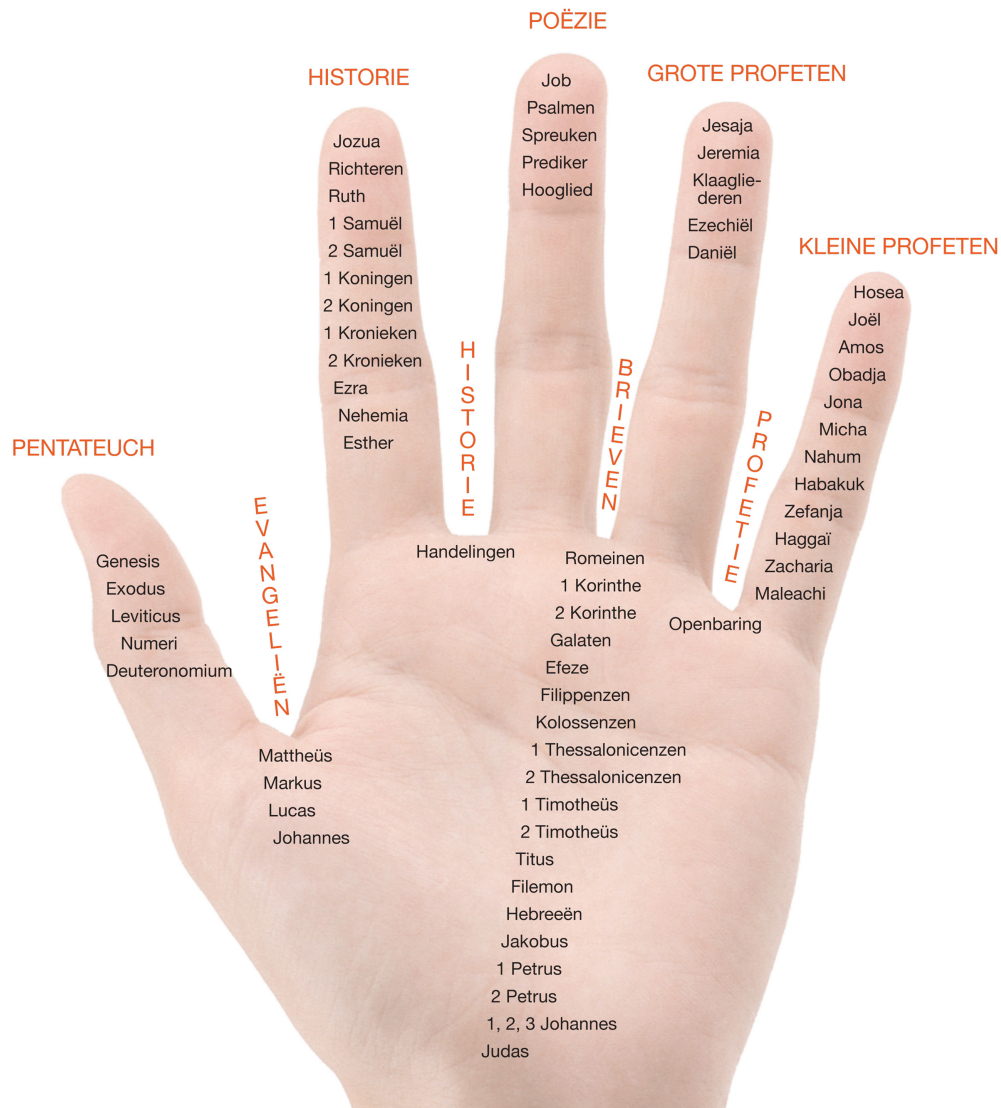 PENTATEUCH
Genesis
Exodus
Leviticus
Numeri
Deuteronomium
EVANGELIËN
Mattheüs
Markus
Lucas
Johannes
HISTORIE
Jozua
Richteren
Ruth
1 Samuël
2 Samuël
1 Koningen
2 Koningen
1 Kronieken
2 Kronieken
Ezra
Nehemia
Esther
HISTORIE
Handelingen
POËZIE
Job
Psalmen
Spreuken
Prediker
Hooglied
BRIEVEN
Romeinen
1 Korinthe
2 Korinthe
Galaten
Efeze
Filippenzen
Kolossenzen
1 Thessalonicenzen
2 Thessalonicenzen
1 Timotheüs
2 Timotheüs
Titus
Filemon
Hebreeën
Jakobus
1 Petrus
2 Petrus
1, 2, 3 Johannes
Judas
GROTE PROFETEN
Jesaja
Jeremia
Klaaglie-
deren
Ezechiël
Daniël
PROFETIE
Openbaring
KLEINE PROFETEN
Hosea
Joël
Amos
Obadja
Jona
Micha
Nahum
Habakuk
Zefanja
Haggaï
Zacharia
Maleachi